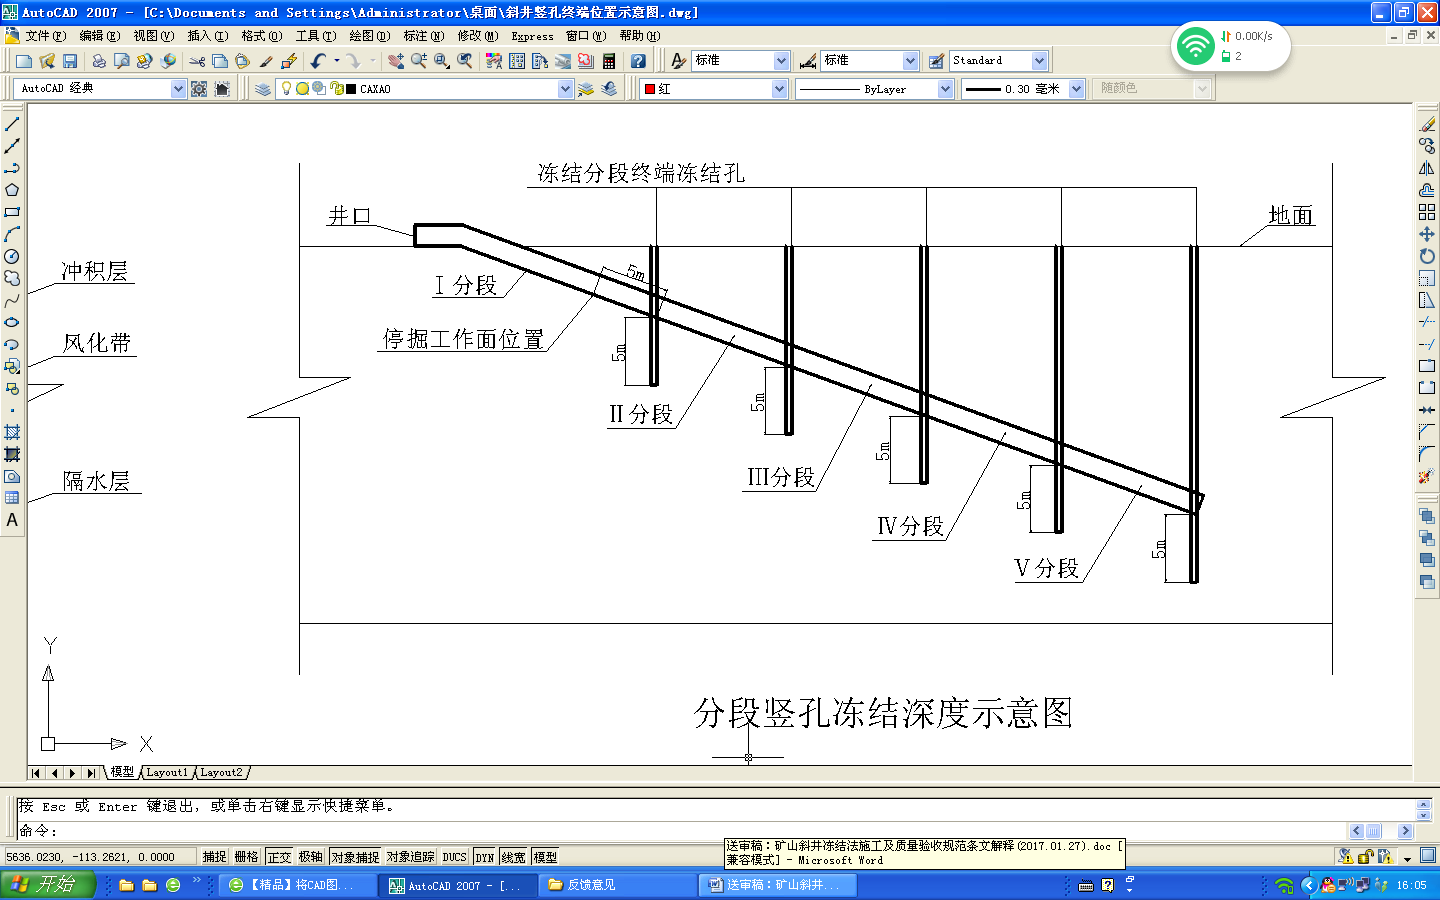 AutoCAD 2007 - [C:\Documents and Settings\Administrator\桌面\斜井竖孔终端位置示意图.dwg]
文件(F) 编辑(E) 视图(V) 插入(I) 格式(O) 工具(T) 绘图(D) 标注(N) 修改(M) Express 窗口(W) 帮助(H)
0.00K/s
2
标准 标准 Standard
AutoCAD 经典 CAXAO 红 ByLayer 0.30 毫米 随颜色
冻结分段终端冻结孔
井口
地面
冲积层
5m
Ⅰ分段
风化带
停掘工作面位置
5m
5m
Ⅱ分段
5m
Ⅲ分段
隔水层
5m
Ⅳ分段
5m
Ⅴ分段
Y
X
分段竖孔冻结深度示意图
模型 Layout1 Layout2
按 Esc 或 Enter 键退出, 或单击右键显示快捷菜单。
命令:
5636.0230, -113.2621, 0.0000 捕捉 栅格 正交 极轴 对象捕捉 对象追踪 DUCS DYN 线宽 模型
送审稿：矿山斜井冻结法施工及质量验收规范条文解释(2017.01.27).doc [
兼容模式] - Microsoft Word
开始 【精品】将CAD图... AutoCAD 2007 - [... 反馈意见 送审稿：矿山斜井... 16:05
A